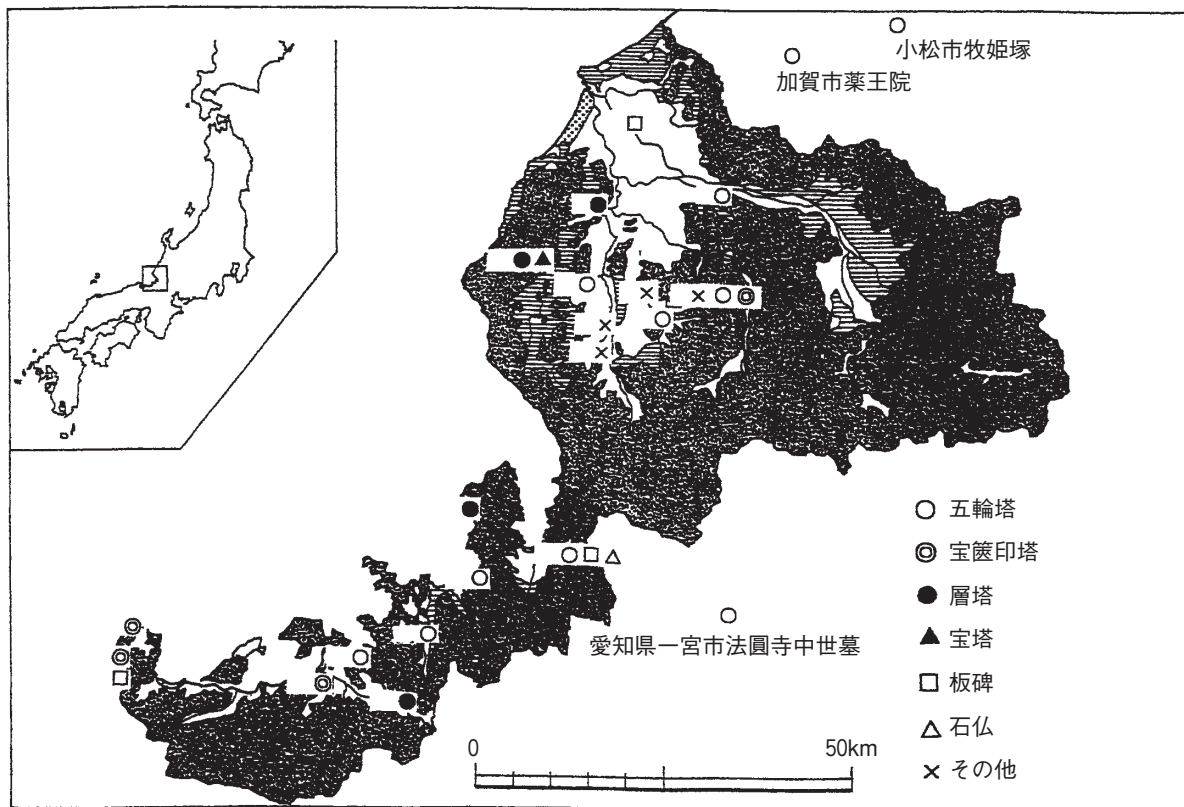 小松市牧姫塚
加賀市薬王院
五輪塔
宝篋印塔
層塔
宝塔
愛知県一宮市法圓寺中世墓
板碑
石仏
0 50km
その他